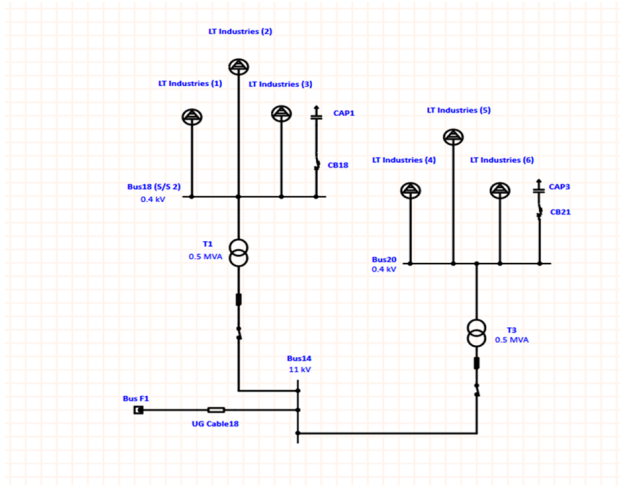 LT Industries (2)
LT Industries (1)
LT Industries (3)
CAP1
LT Industries (5)
CB18
LT Industries (4)
LT Industries (6)
CAP3
Bus18 (S/S 2)
0.4 kV
CB21
T1
0.5 MVA
Bus20
0.4 kV
T3
0.5 MVA
Bus14
11 kV
Bus F1
UG Cable18